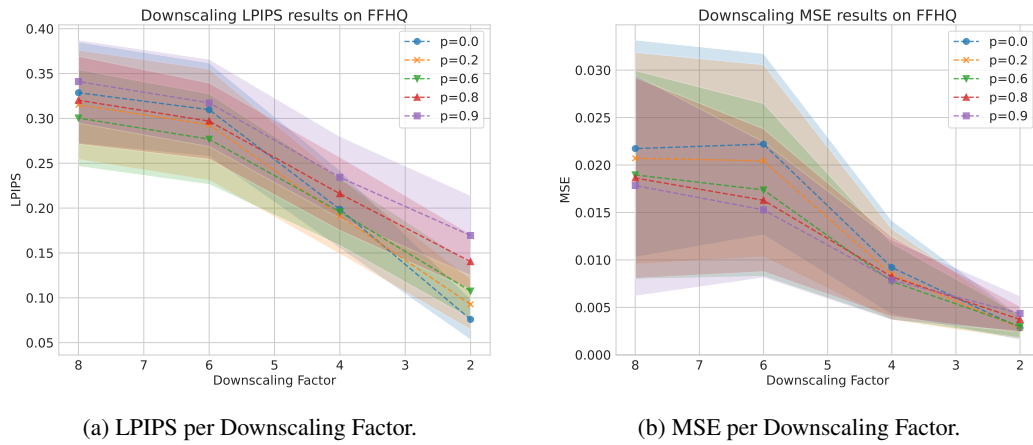 Downscaling LPIPS results on FFHQ
0.40
0.35
0.30
0.25
0.20
0.15
0.10
0.05
LPIPS
8 7 6 5 4 3 2
Downscaling Factor
p=0.0
p=0.2
p=0.6
p=0.8
p=0.9
(a) LPIPS per Downscaling Factor.
Downscaling MSE results on FFHQ
0.030
0.025
0.020
0.015
0.010
0.005
0.000
MSE
8 7 6 5 4 3 2
Downscaling Factor
p=0.0
p=0.2
p=0.6
p=0.8
p=0.9
(b) MSE per Downscaling Factor.